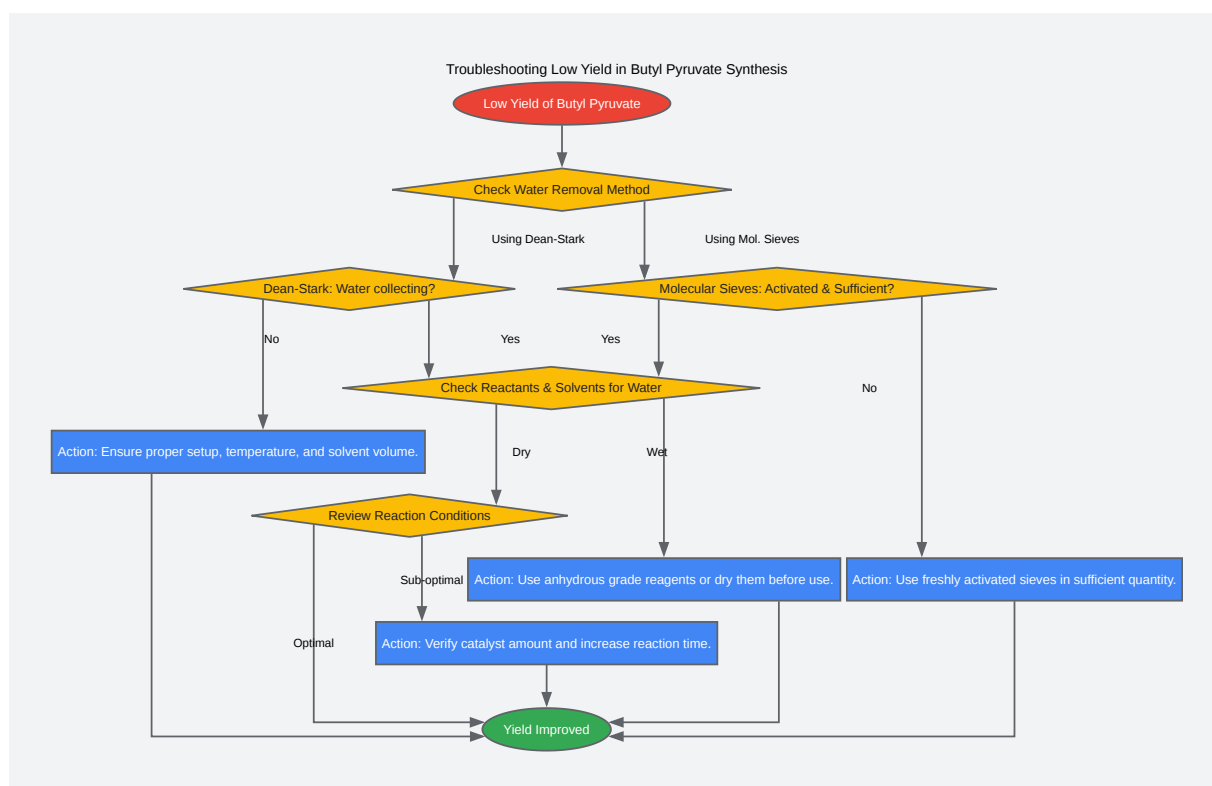 Troubleshooting Low Yield in Butyl Pyruvate Synthesis
Low Yield of Butyl Pyruvate
Check Water Removal Method
Using Dean-Stark
Using Mol. Sieves
Dean-Stark: Water collecting?
Molecular Sieves: Activated & Sufficient?
No
Yes
Yes
Check Reactants & Solvents for Water
No
Action: Ensure proper setup, temperature, and solvent volume.
Dry
Wet
Review Reaction Conditions
Sub-optimal
Action: Use anhydrous grade reagents or dry them before use.
Action: Use freshly activated sieves in sufficient quantity.
Optimal
Action: Verify catalyst amount and increase reaction time.
Yield Improved